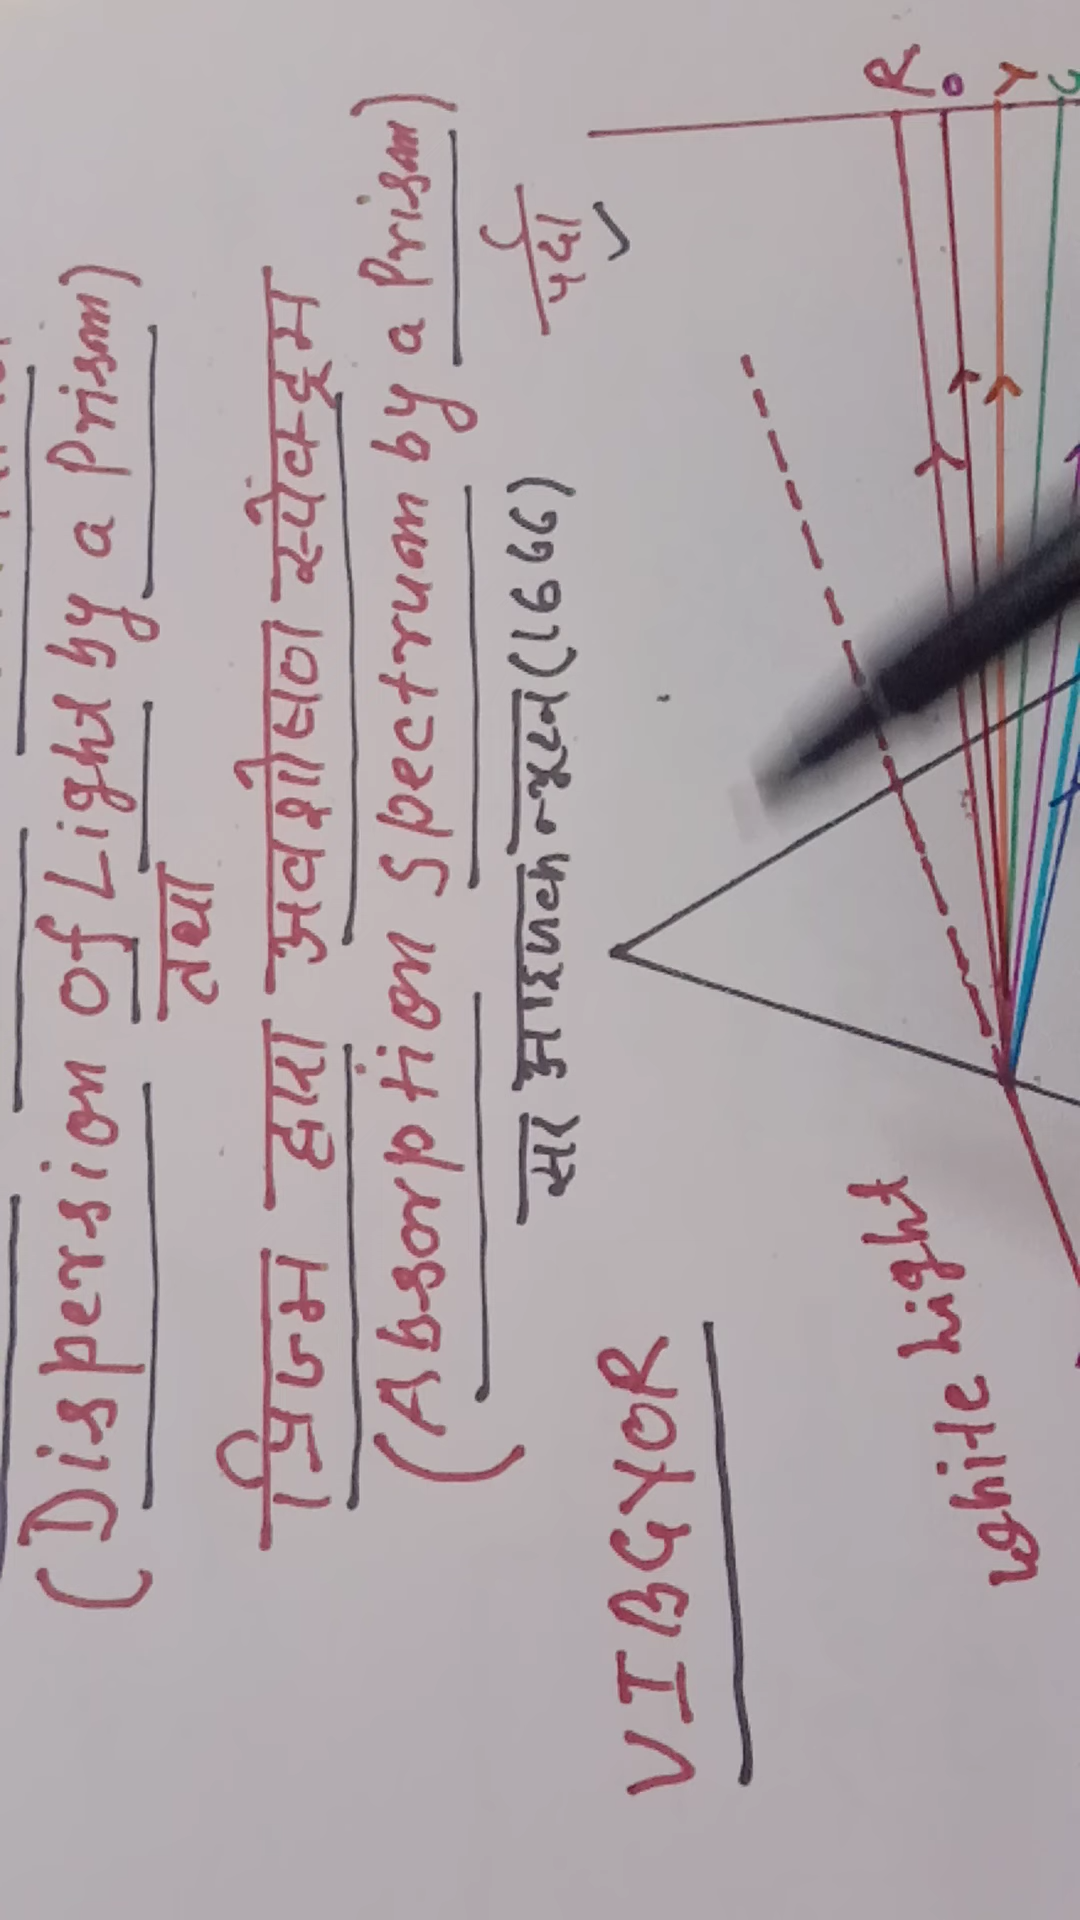 (Dispersion of Light by a Prism)
तथा
प्रिज्म द्वारा अवशोषण स्पेक्ट्रम
(Absorption Spectrum by a Prism)
सर आइजक न्यूटन (1666)
पर्दा
VIBGYOR
White Light
R
O
Y
G